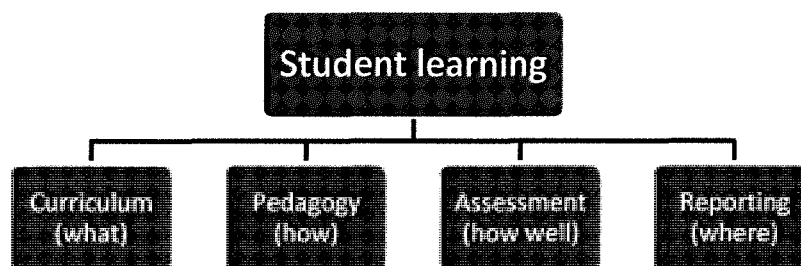 Student learning
Curriculum
(what)
Pedagogy
(how)
Assessment
(how well)
Reporting
(where)